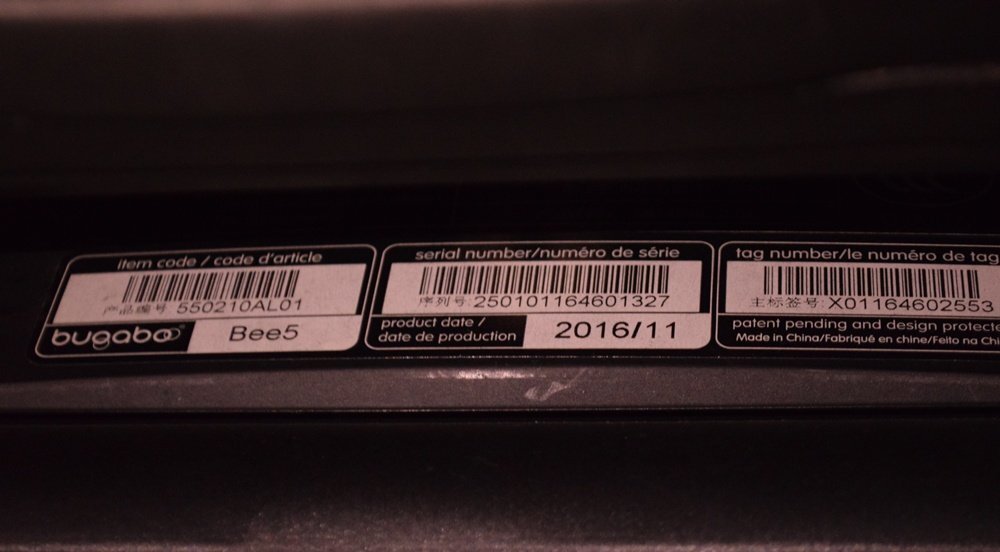 item code / code d'article
产品编号: 550210AL01
bugaboo
Bee5
serial number/numéro de série
序列号: 250101164601327
product date /
date de production
2016/11
tag number/le numéro de tag
主标签号: X01164602553
patent pending and design protecte
Made in China/Fabriqué en chine/Feito na Chi